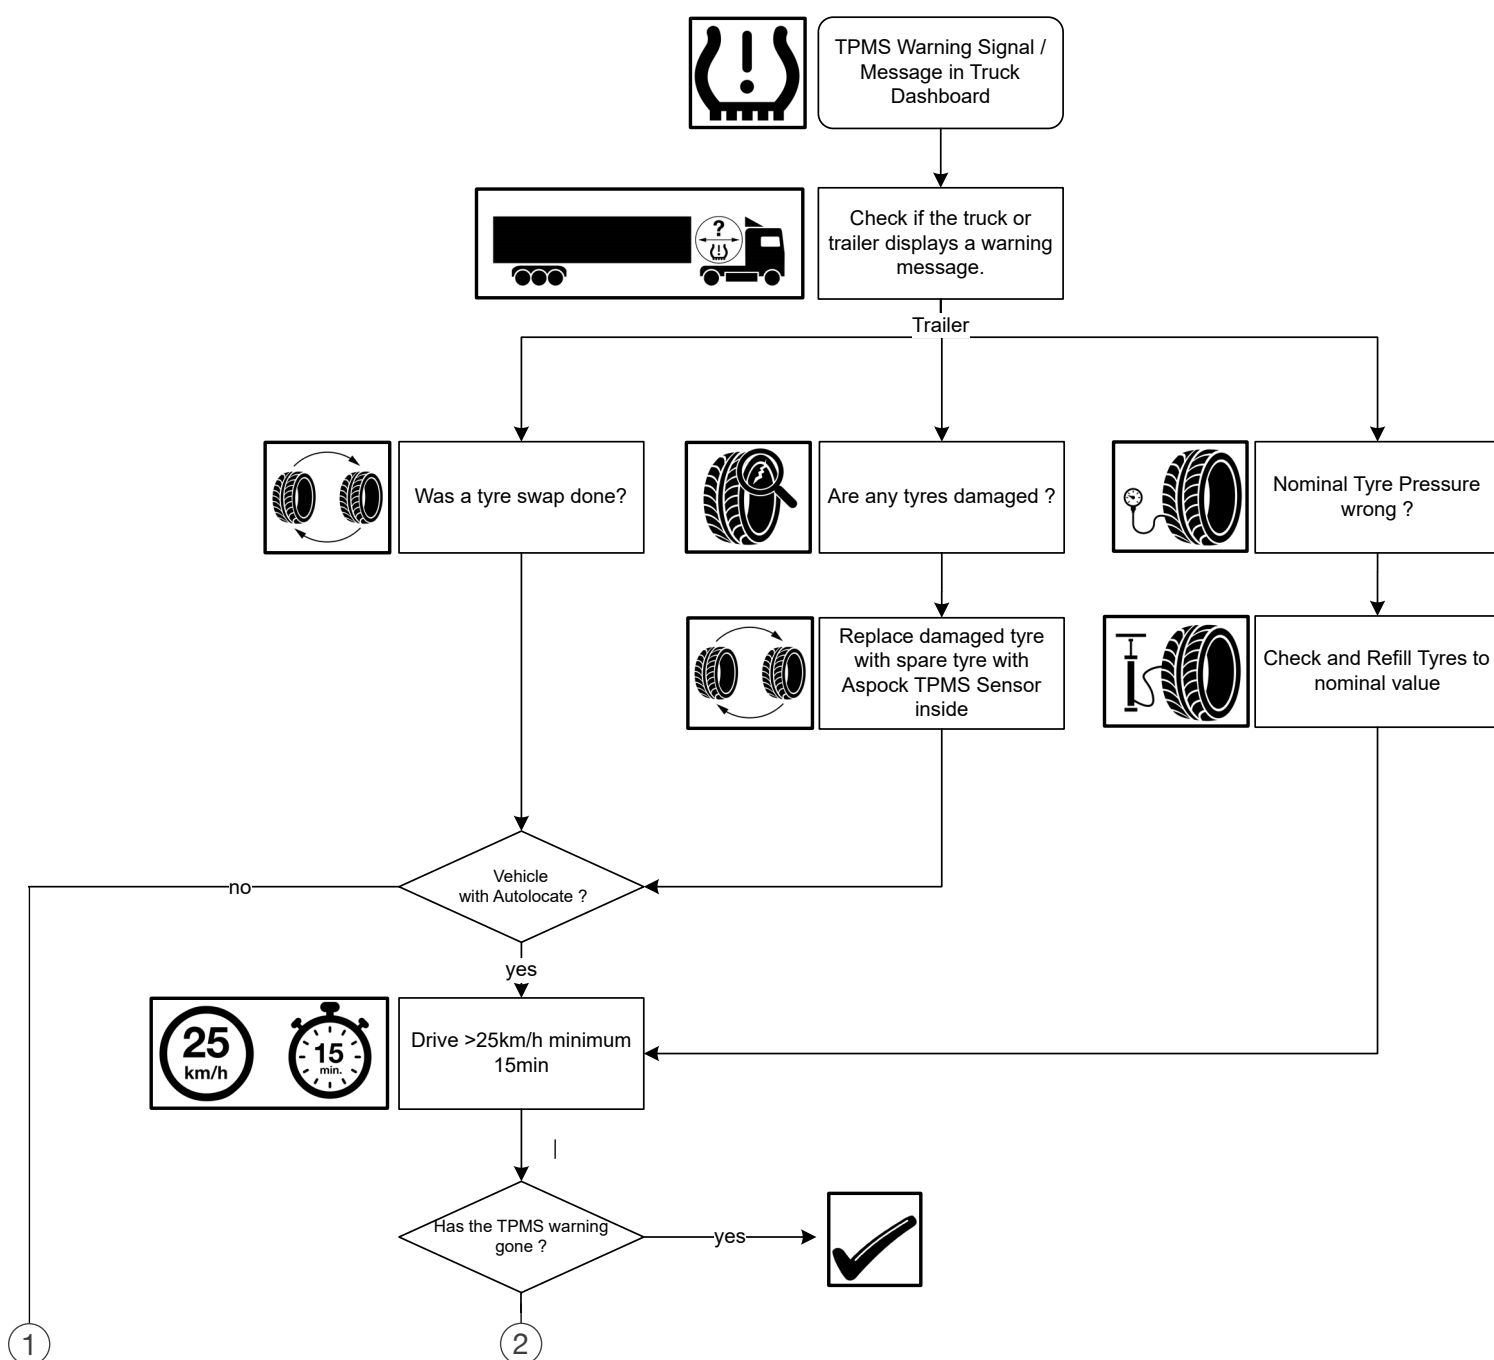 TPMS Warning Signal /
Message in Truck
Dashboard
?
Check if the truck or
trailer displays a warning
message.
Trailer
Was a tyre swap done?
Are any tyres damaged ?
Nominal Tyre Pressure
wrong ?
Replace damaged tyre
with spare tyre with
Aspock TPMS Sensor
inside
Check and Refill Tyres to
nominal value
Vehicle
with Autolocate ?
no
yes
25
km/h
15
min.
Drive >25km/h minimum
15min
Has the TPMS warning
gone ?
yes
1
2